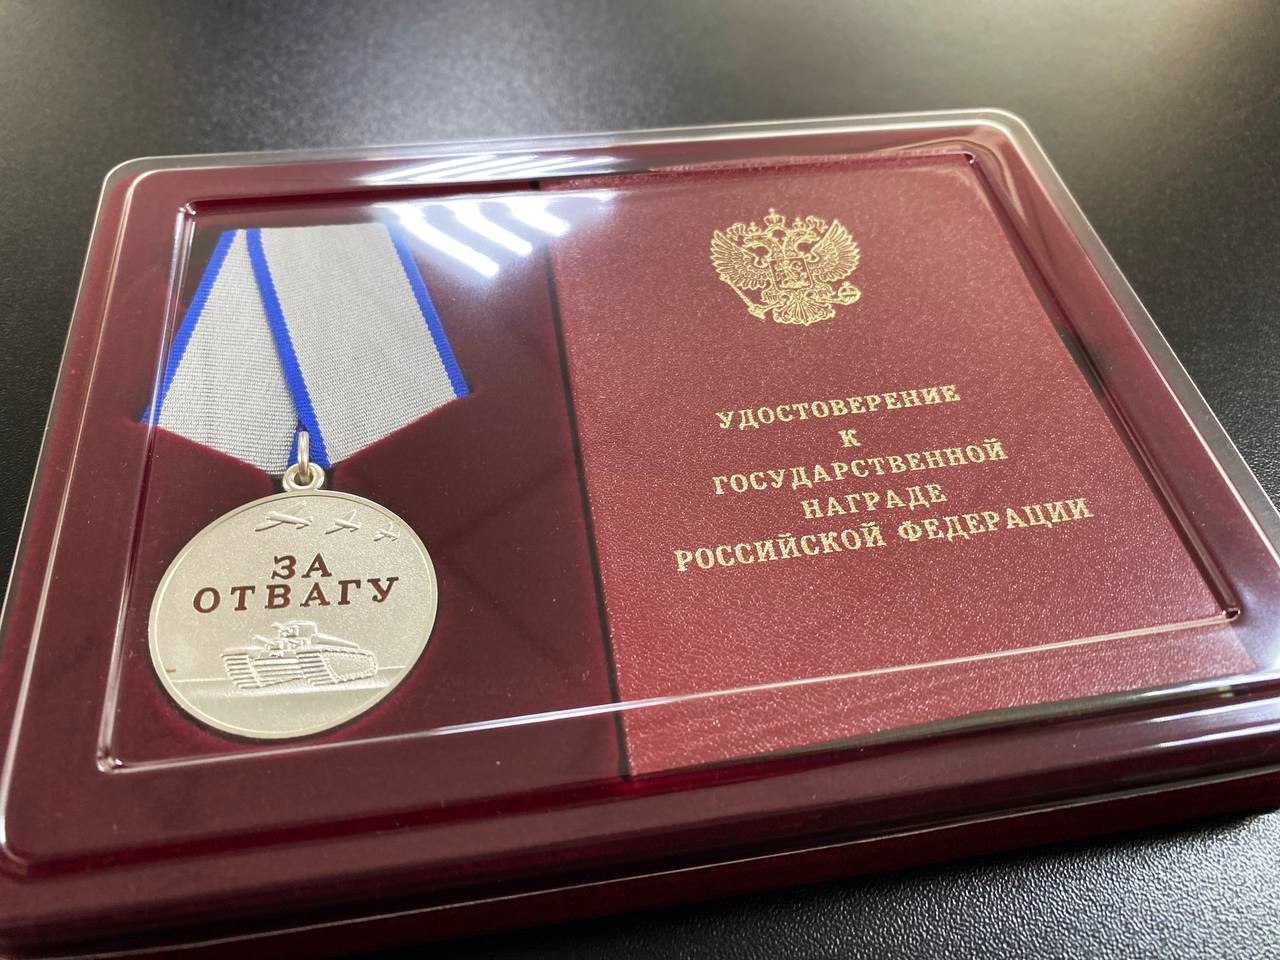 ЗА
ОТВАГУ
УДОСТОВЕРЕНИЕ
К
ГОСУДАРСТВЕННОЙ
НАГРАДЕ
РОССИЙСКОЙ ФЕДЕРАЦИИ